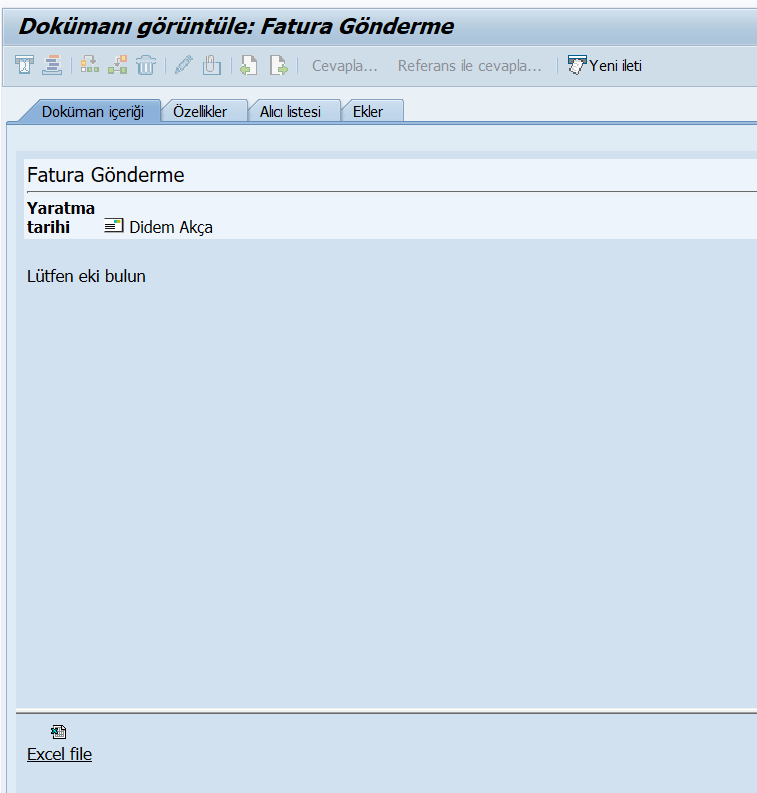 Dokümanı görüntüle: Fatura Gönderme
Cevapla... Referans ile cevapla... Yeni ileti
Doküman içeriği Özellikler Alıcı listesi Ekler
Fatura Gönderme
Yaratma
tarihi Didem Akça
Lütfen eki bulun
Excel file